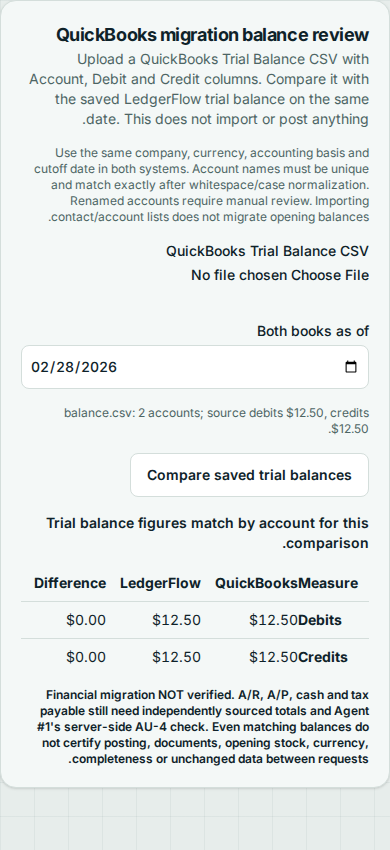 QuickBooks migration balance review
Upload a QuickBooks Trial Balance CSV with
Account, Debit and Credit columns. Compare it with
the saved LedgerFlow trial balance on the same
date. This does not import or post anything.
Use the same company, currency, accounting basis and
cutoff date in both systems. Account names must be unique
and match exactly after whitespace/case normalization.
Renamed accounts require manual review. Importing
contact/account lists does not migrate opening balances.
QuickBooks Trial Balance CSV
No file chosen Choose File
Both books as of
02/28/2026
balance.csv: 2 accounts; source debits $12.50, credits
$12.50.
Compare saved trial balances
Trial balance figures match by account for this
comparison.
Difference LedgerFlow QuickBooks Measure
$0.00 $12.50 $12.50 Debits
$0.00 $12.50 $12.50 Credits
Financial migration NOT verified. A/R, A/P, cash and tax
payable still need independently sourced totals and Agent
#1's server-side AU-4 check. Even matching balances do
not certify posting, documents, opening stock, currency,
completeness or unchanged data between requests.